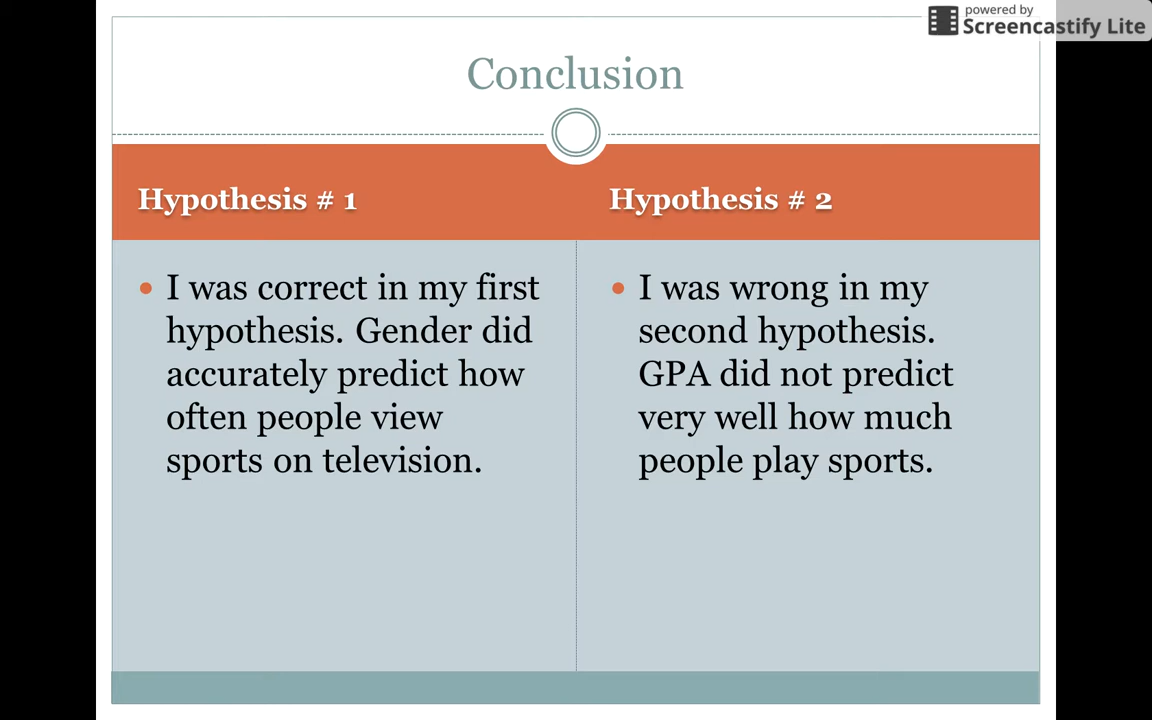 powered by
Screencastify Lite
Conclusion
Hypothesis # 1
Hypothesis # 2
• I was correct in my first
hypothesis. Gender did
accurately predict how
often people view
sports on television.
• I was wrong in my
second hypothesis.
GPA did not predict
very well how much
people play sports.